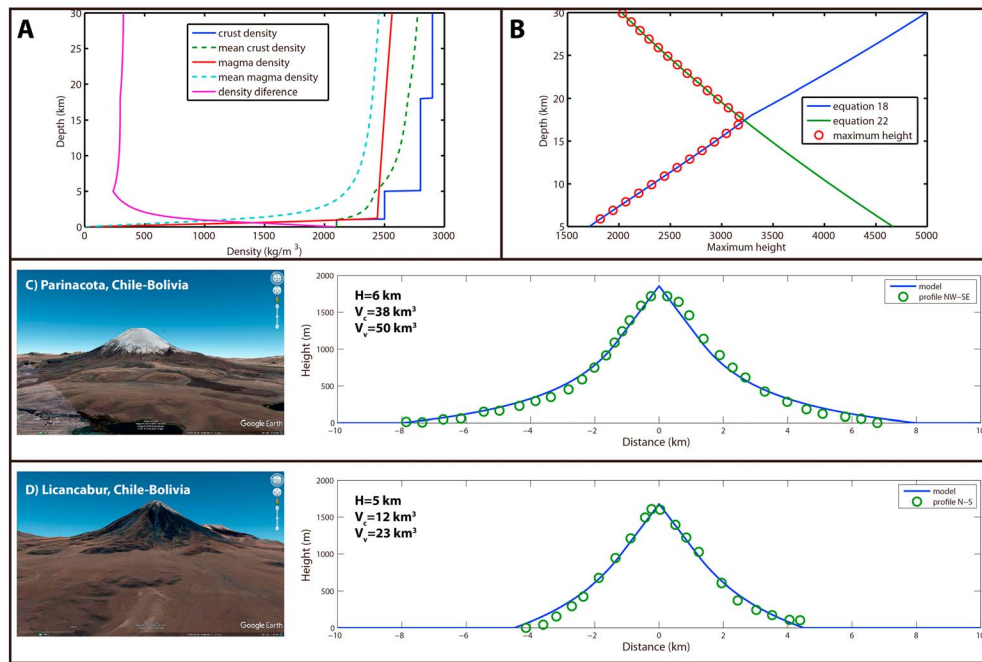 A
crust density
mean crust density
magma density
mean magma density
density diference
Depth (km)
30
25
20
15
10
5
0
0
500
1000
1500
2000
2500
3000
Density (kg/m³)
B
equation 18
equation 22
maximum height
Depth (km)
30
25
20
15
10
5
1500
2000
2500
3000
3500
4000
4500
5000
Maximum height
C) Parinacota, Chile-Bolivia
Google Earth
H=6 km
V_c=38 km³
V_v=50 km³
model
profile NW-SE
Height (m)
2000
1500
1000
500
0
-10
-8
-6
-4
-2
0
2
4
6
8
10
Distance (km)
D) Licancabur, Chile-Bolivia
Google Earth
H=5 km
V_c=12 km³
V_v=23 km³
model
profile N-S
Height (m)
2000
1500
1000
500
0
-10
-8
-6
-4
-2
0
2
4
6
8
10
Distance (km)